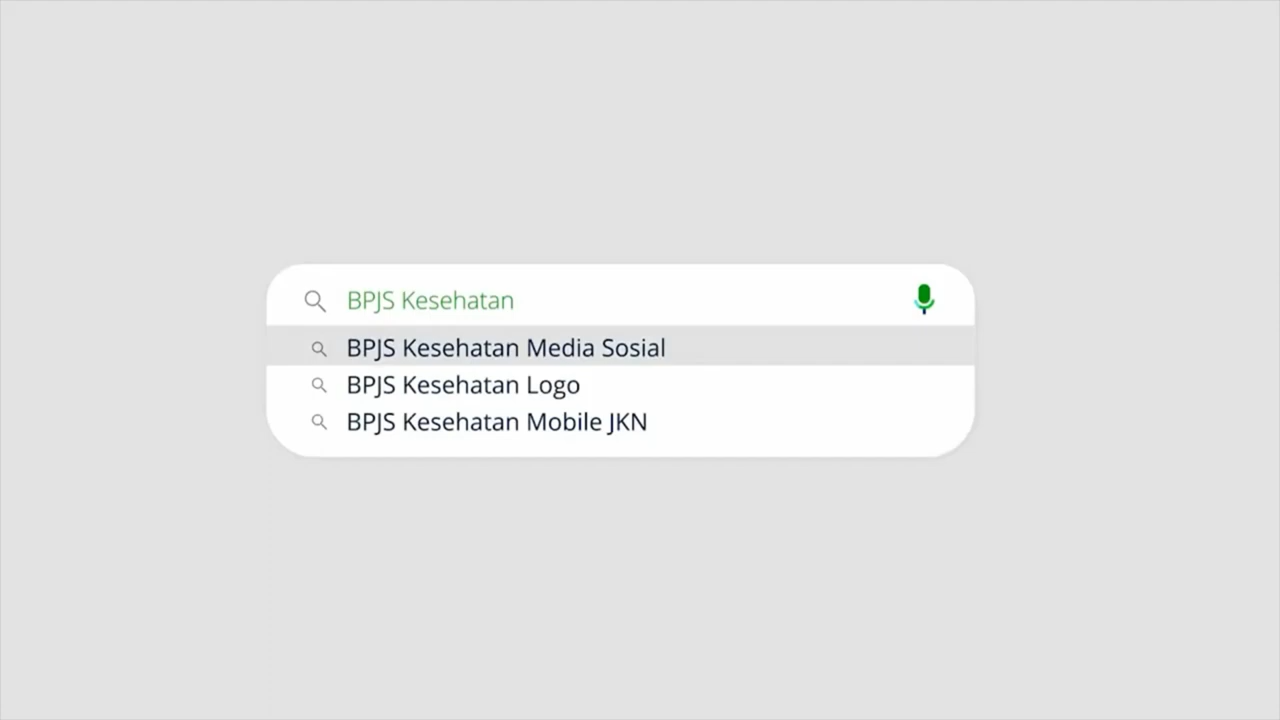 BPJS Kesehatan
BPJS Kesehatan Media Sosial
BPJS Kesehatan Logo
BPJS Kesehatan Mobile JKN